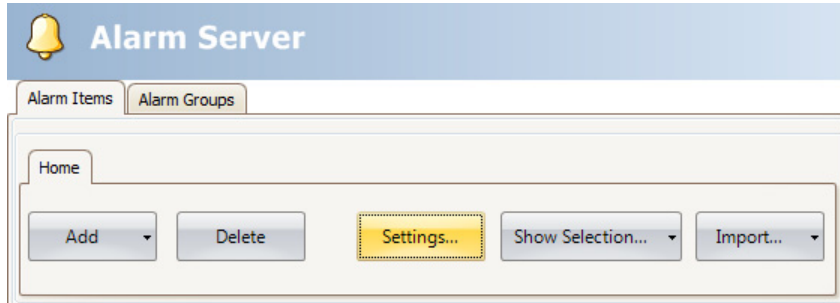 Alarm Server
Alarm Items Alarm Groups
Home
Add Delete Settings... Show Selection... Import...